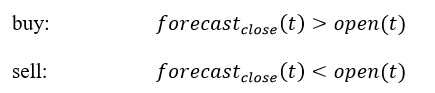 buy: forecast_close(t) > open(t)
sell: forecast_close(t) < open(t)